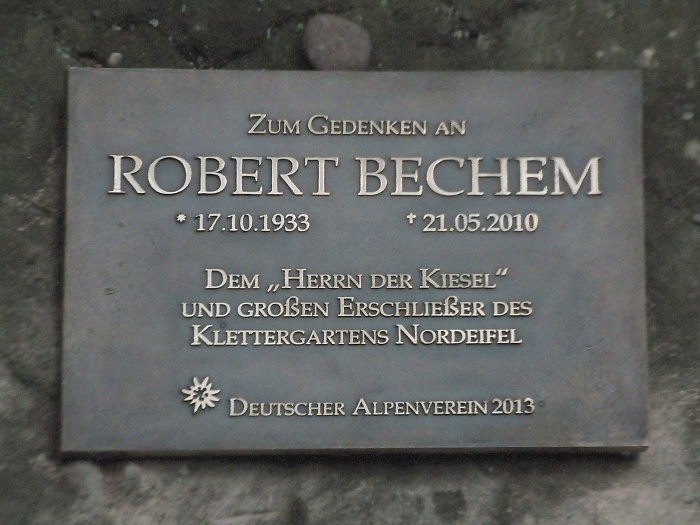 ZUM GEDENKEN AN
ROBERT BECHEM
* 17.10.1933 † 21.05.2010
DEM „HERRN DER KIESEL“
UND GROßEN ERSCHLIEßER DES
KLETTERGARTENS NORDEIFEL
DEUTSCHER ALPENVEREIN 2013